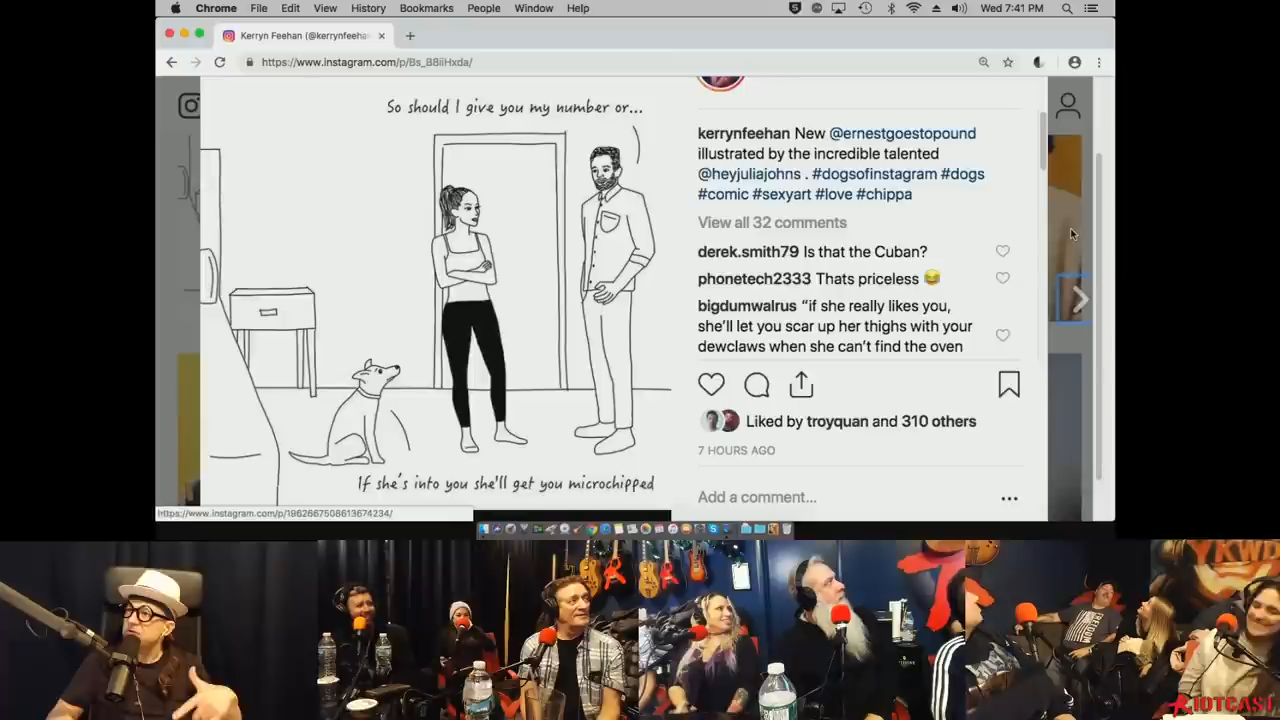 Chrome File Edit View History Bookmarks People Window Help
Wed 7:41 PM
Kerryn Feehan (@kerrynfeeha
https://www.instagram.com/p/Bs_B8iiHxda/
So should I give you my number or...
If she's into you she'll get you microchipped
kerrynfeehan New @ernestgoestopound
illustrated by the incredible talented
@heyjuliajohns . #dogsofinstagram #dogs
#comic #sexyart #love #chippa
View all 32 comments
derek.smith79 Is that the Cuban?
phonetech2333 Thats priceless 😂
bigdumwalrus “if she really likes you,
she’ll let you scar up her thighs with your
dewclaws when she can’t find the oven
Liked by troyquan and 310 others
7 HOURS AGO
Add a comment...
https://www.instagram.com/p/1962667508613674234/
YKWD
FREEDOM
RIOTCAST